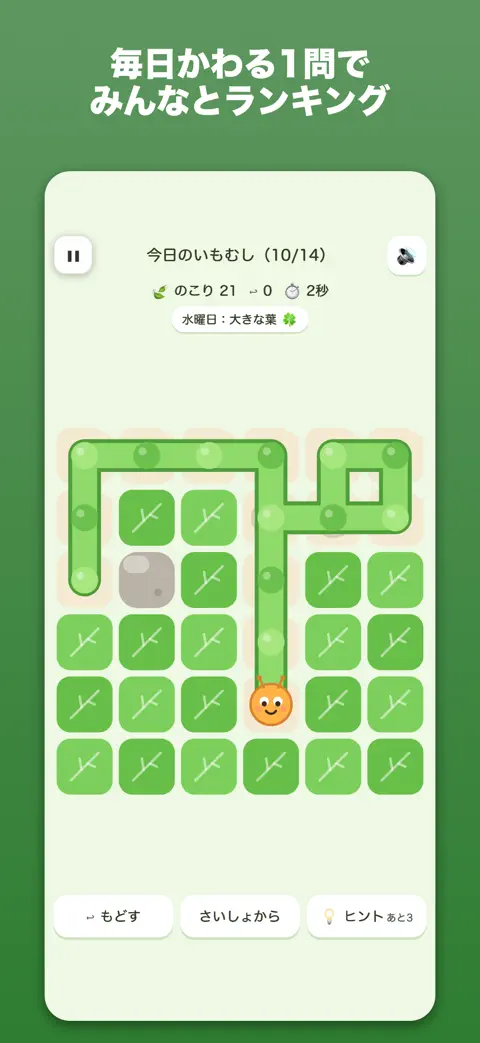 毎日かわる1問で
みんなとランキング
今日のいもむし（10/14）
のこり 21 ↩ 0 2秒
水曜日：大きな葉
↩ もどす
さいしょから
ヒント あと3